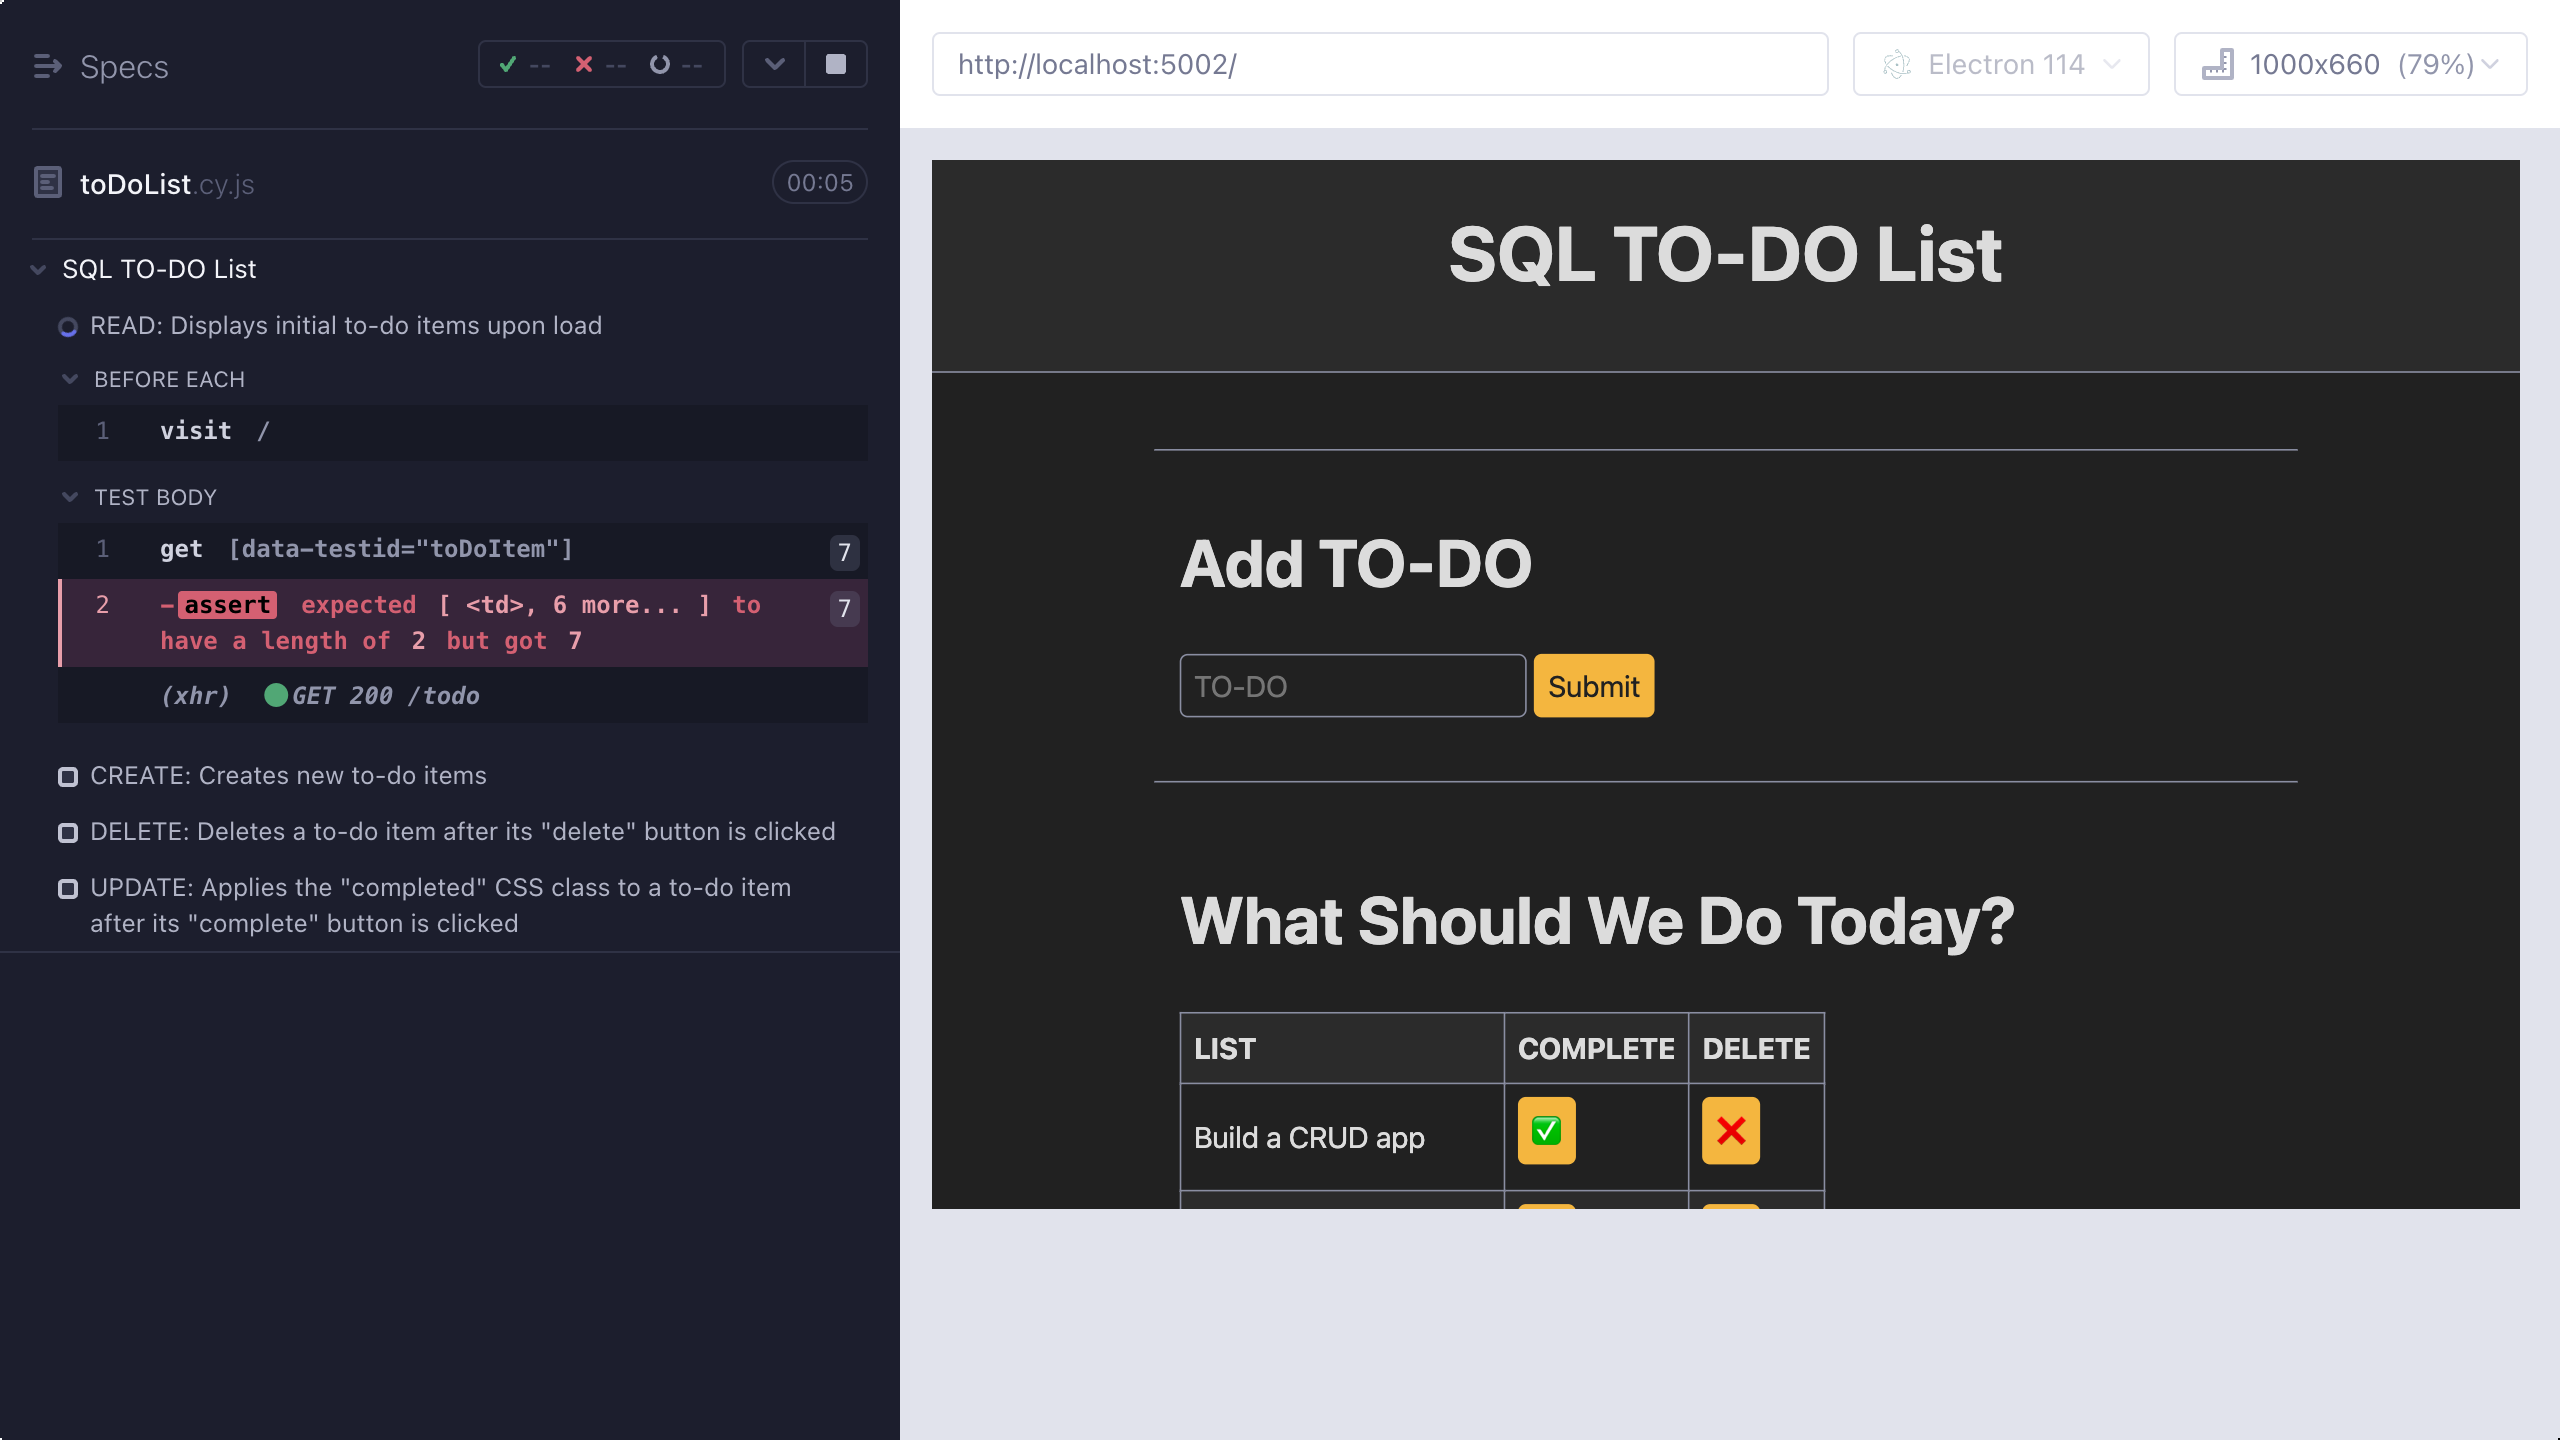 Specs
-- -- --
toDoList.cy.js
00:05
SQL TO-DO List
READ: Displays initial to-do items upon load
BEFORE EACH
1 visit /
TEST BODY
1 get [data-testid="toDoItem"] 7
2 -assert expected [ <td>, 6 more... ] to 7
have a length of 2 but got 7
(xhr) GET 200 /todo
CREATE: Creates new to-do items
DELETE: Deletes a to-do item after its "delete" button is clicked
UPDATE: Applies the "completed" CSS class to a to-do item
after its "complete" button is clicked
http://localhost:5002/
Electron 114
1000x660 (79%)
SQL TO-DO List
Add TO-DO
TO-DO
Submit
What Should We Do Today?
LIST COMPLETE DELETE
Build a CRUD app